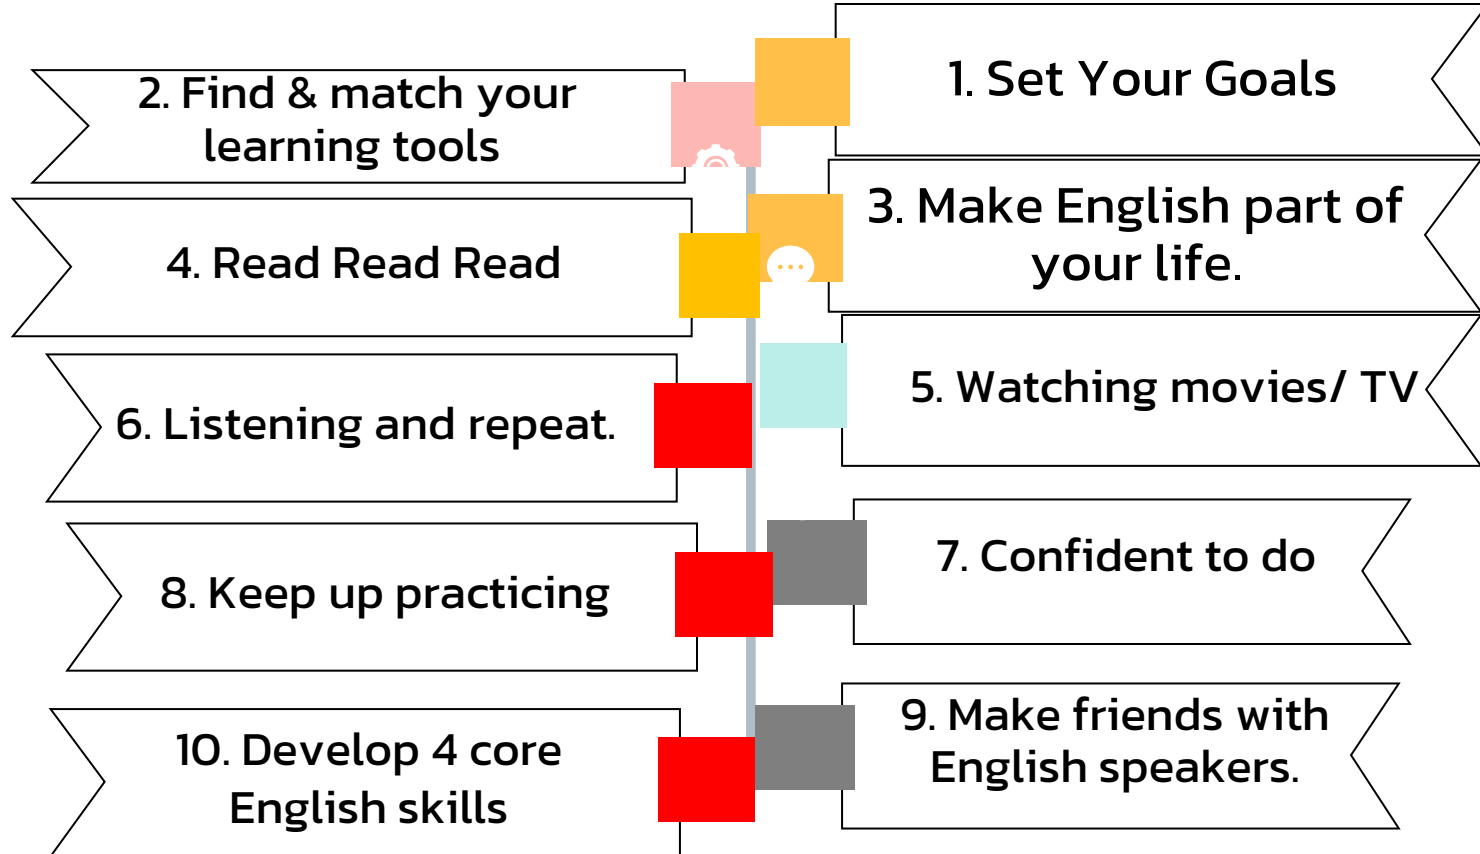 1. Set Your Goals
2. Find & match your
learning tools
3. Make English part of
your life.
4. Read Read Read
5. Watching movies/ TV
6. Listening and repeat.
7. Confident to do
8. Keep up practicing
9. Make friends with
English speakers.
10. Develop 4 core
English skills